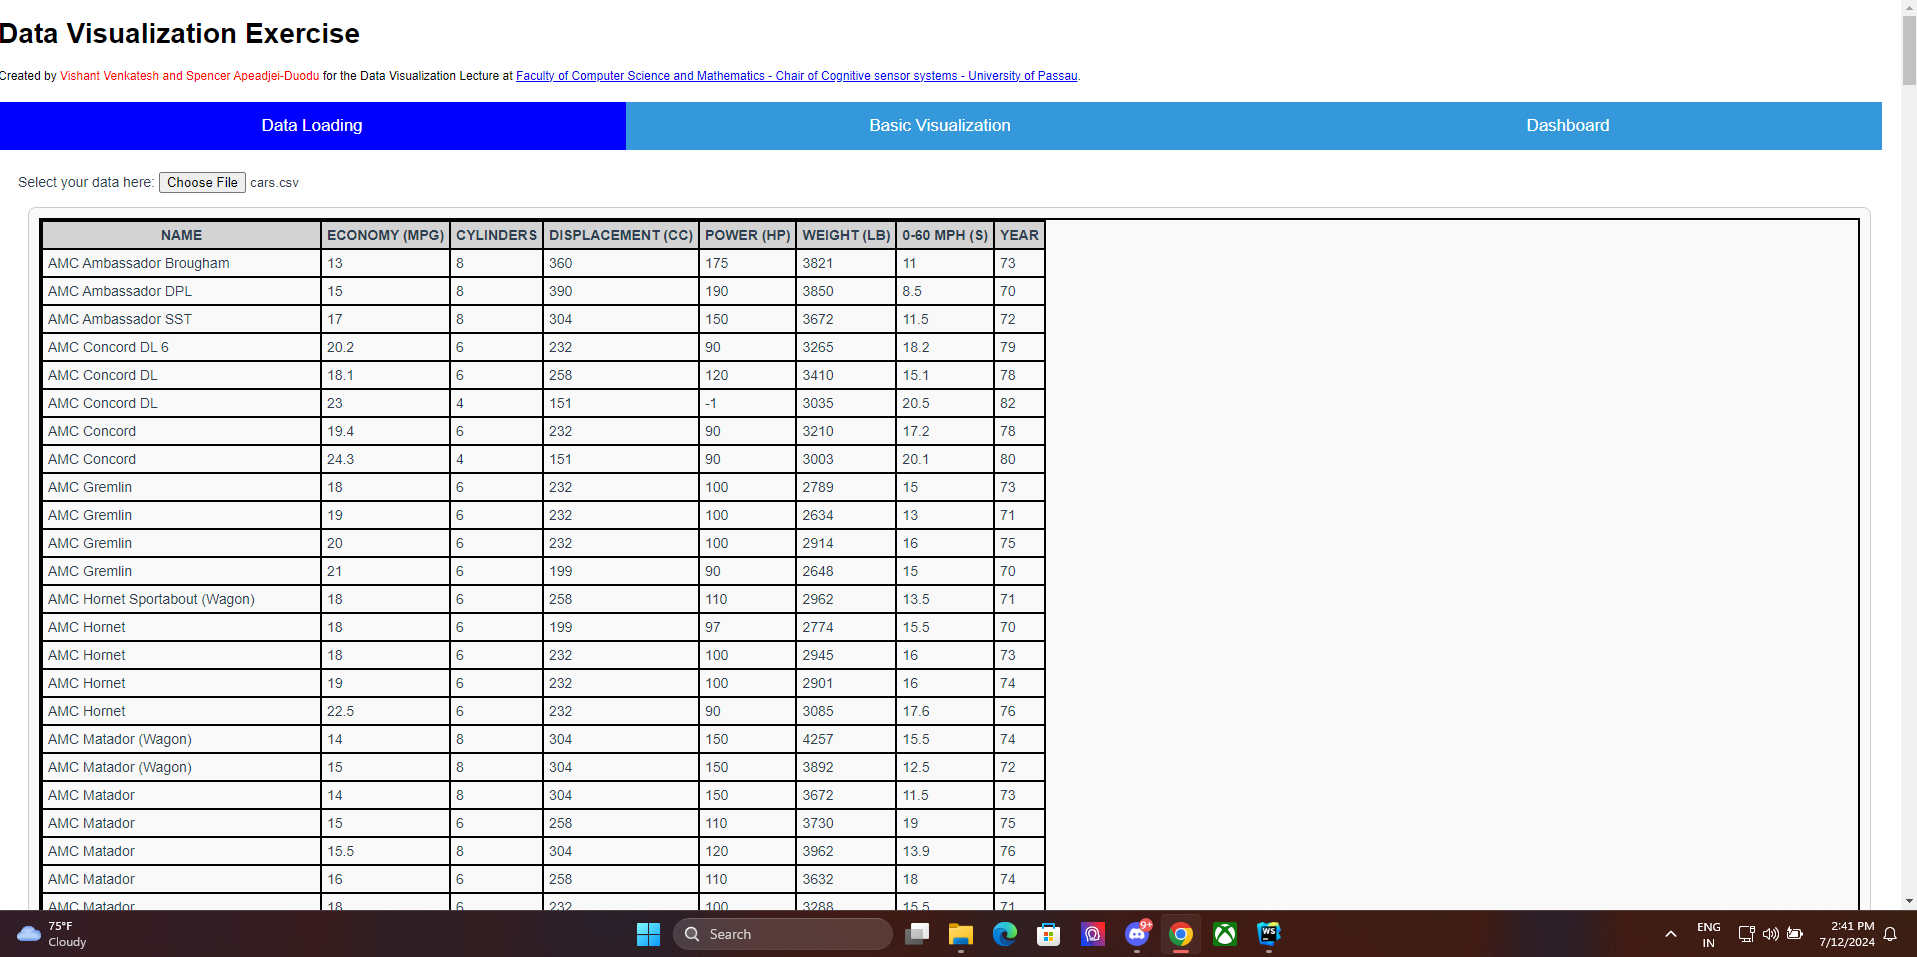 Data Visualization Exercise
Created by Vishant Venkatesh and Spencer Apeadjei-Duodu for the Data Visualization Lecture at Faculty of Computer Science and Mathematics - Chair of Cognitive sensor systems - University of Passau.
Data Loading Basic Visualization Dashboard
Select your data here: Choose File cars.csv
NAME ECONOMY (MPG) CYLINDERS DISPLACEMENT (CC) POWER (HP) WEIGHT (LB) 0-60 MPH (S) YEAR
AMC Ambassador Brougham 13 8 360 175 3821 11 73
AMC Ambassador DPL 15 8 390 190 3850 8.5 70
AMC Ambassador SST 17 8 304 150 3672 11.5 72
AMC Concord DL 6 20.2 6 232 90 3265 18.2 79
AMC Concord DL 18.1 6 258 120 3410 15.1 78
AMC Concord DL 23 4 151 -1 3035 20.5 82
AMC Concord 19.4 6 232 90 3210 17.2 78
AMC Concord 24.3 4 151 90 3003 20.1 80
AMC Gremlin 18 6 232 100 2789 15 73
AMC Gremlin 19 6 232 100 2634 13 71
AMC Gremlin 20 6 232 100 2914 16 75
AMC Gremlin 21 6 199 90 2648 15 70
AMC Hornet Sportabout (Wagon) 18 6 258 110 2962 13.5 71
AMC Hornet 18 6 199 97 2774 15.5 70
AMC Hornet 18 6 232 100 2945 16 73
AMC Hornet 19 6 232 100 2901 16 74
AMC Hornet 22.5 6 232 90 3085 17.6 76
AMC Matador (Wagon) 14 8 304 150 4257 15.5 74
AMC Matador (Wagon) 15 8 304 150 3892 12.5 72
AMC Matador 14 8 304 150 3672 11.5 73
AMC Matador 15 6 258 110 3730 19 75
AMC Matador 15.5 8 304 120 3962 13.9 76
AMC Matador 16 6 258 110 3632 18 74
AMC Matador 18 6 232 100 3288 15.5 71
75°F
Cloudy
Search
9+
WS
ENG
IN
2:41 PM
7/12/2024